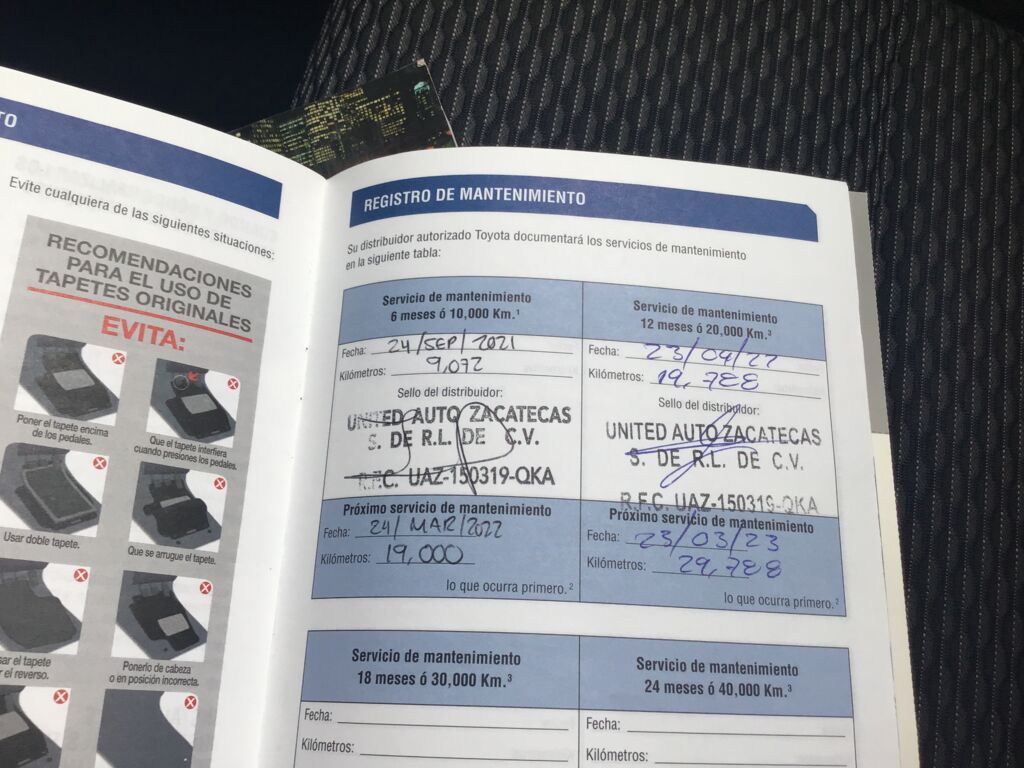 TO
Evite cualquiera de las siguientes situaciones:
RECOMENDACIONES
PARA EL USO DE
TAPETES ORIGINALES
EVITA:
Poner el tapete encima
de los pedales.
Que el tapete interfiera
cuando presiones los pedales.
Usar doble tapete.
Que se arrugue el tapete.
ar el tapete
r el reverso.
Ponerlo de cabeza
o en posición incorrecta.
REGISTRO DE MANTENIMIENTO
Su distribuidor autorizado Toyota documentará los servicios de mantenimiento
en la siguiente tabla:
Servicio de mantenimiento
6 meses ó 10,000 Km.¹
Fecha: 24/SEP/2021
Kilómetros: 9,072
Sello del distribuidor:
UNITED AUTO ZACATECAS
S. DE R.L. DE C.V.
R.F.C. UAZ-150319-QKA
Próximo servicio de mantenimiento
Fecha: 24/MAR/2022
Kilómetros: 19,000
lo que ocurra primero.²
Servicio de mantenimiento
12 meses ó 20,000 Km.³
Fecha: 23/09/22
Kilómetros: 19,788
Sello del distribuidor:
UNITED AUTO ZACATECAS
S. DE R.L. DE C.V.
R.F.C. UAZ-150319-QKA
Próximo servicio de mantenimiento
Fecha: 23/03/23
Kilómetros: 29,788
lo que ocurra primero.²
Servicio de mantenimiento
18 meses ó 30,000 Km.³
Fecha:
Kilómetros:
Servicio de mantenimiento
24 meses ó 40,000 Km.³
Fecha:
Kilómetros: